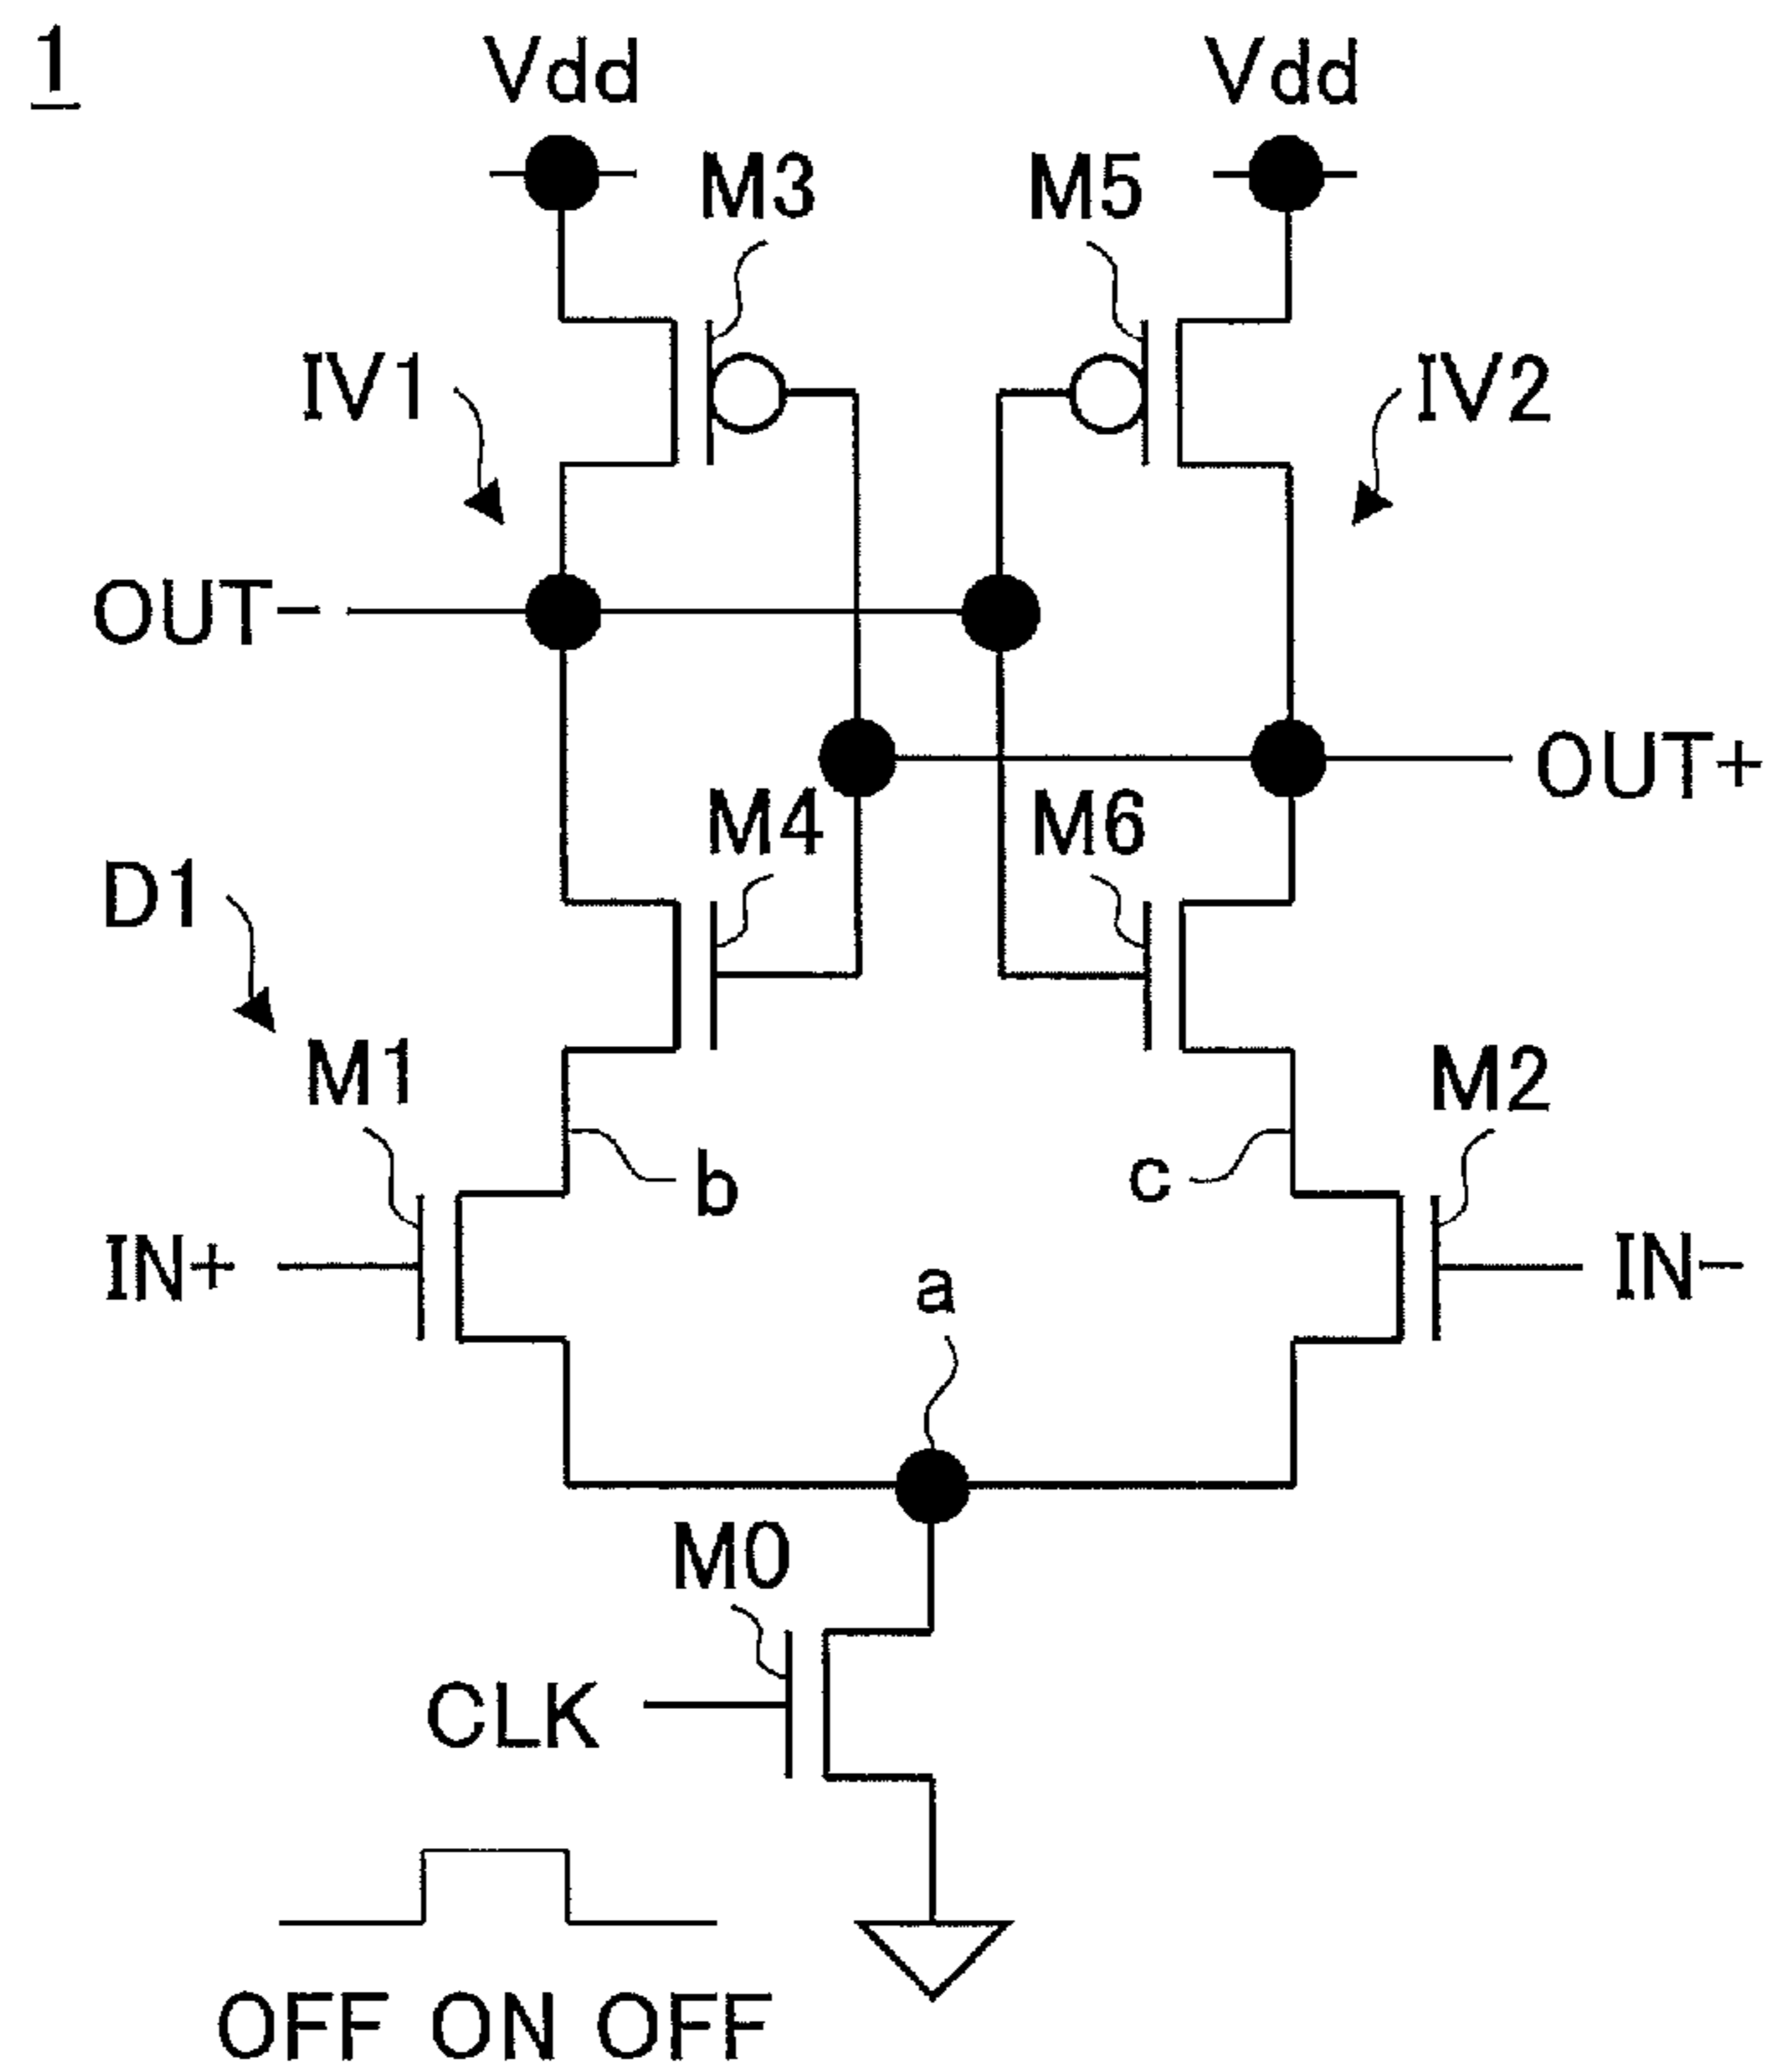 1
Vdd Vdd
M3 M5
IV1 IV2
OUT− OUT+
M4 M6
D1
M1 M2
b c
IN+ a IN−
M0
CLK
OFF ON OFF